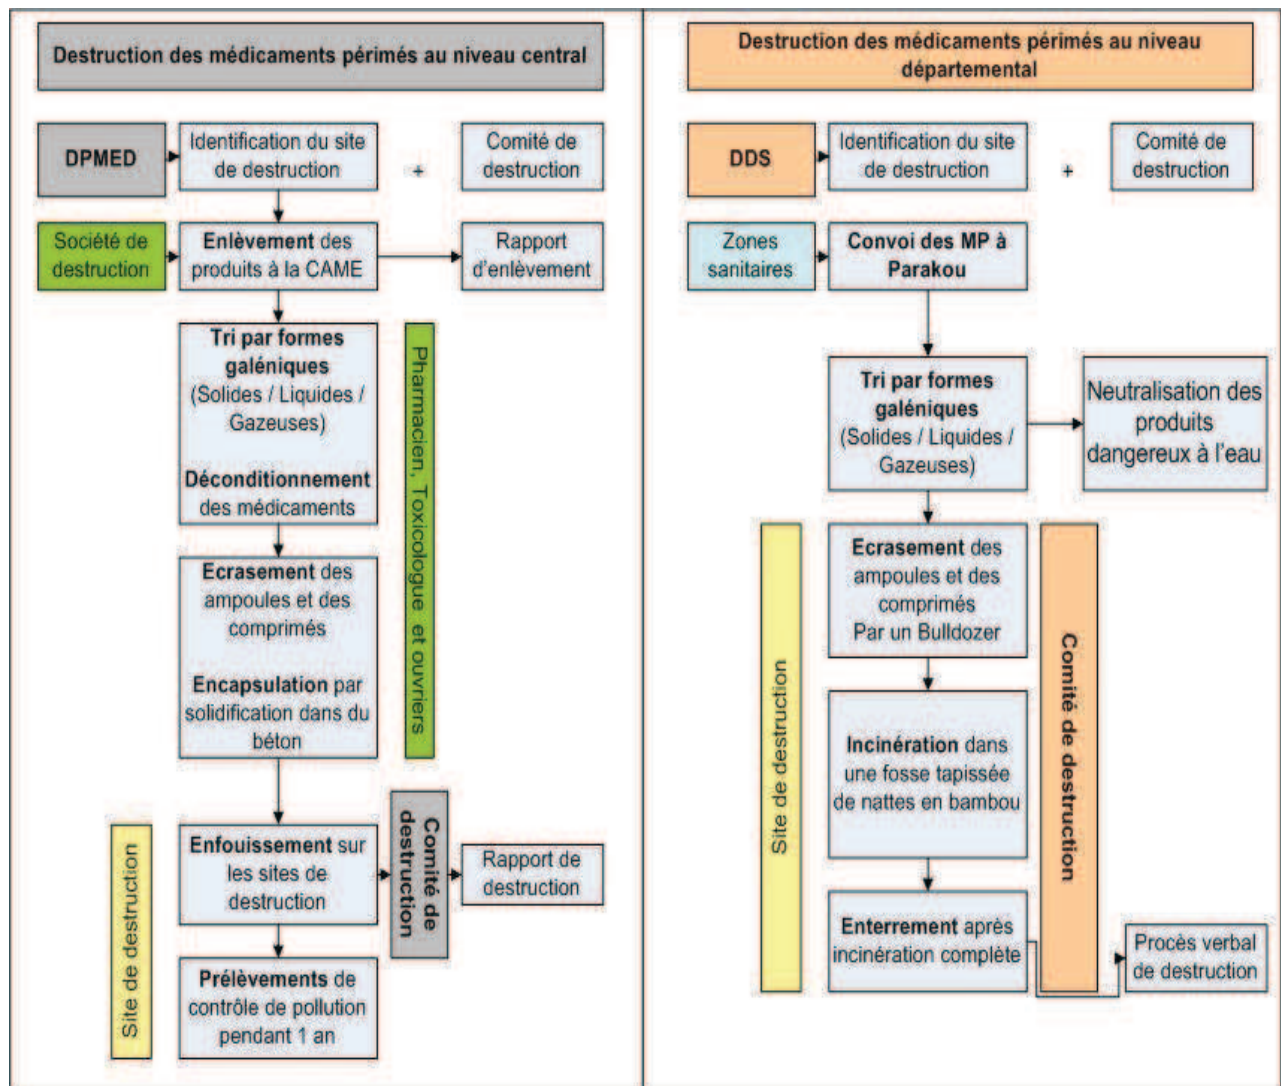 Destruction des médicaments périmés au niveau central
DPMED
Identification du site
de destruction
+
Comité de
destruction
Société de
destruction
Enlèvement des
produits à la CAME
Rapport
d'enlèvement
Tri par formes
galéniques
(Solides / Liquides /
Gazeuses)
Déconditionnement
des médicaments
Pharmacien, Toxicologue et ouvriers
Ecrasement des
ampoules et des
comprimés
Encapsulation par
solidification dans du
béton
Site de destruction
Enfouissement sur
les sites de
destruction
Comité de
destruction
Rapport de
destruction
Prélèvements de
contrôle de pollution
pendant 1 an
Destruction des médicaments périmés au niveau
départemental
DDS
Identification du site
de destruction
+
Comité de
destruction
Zones
sanitaires
Convoi des MP à
Parakou
Tri par formes
galéniques
(Solides / Liquides /
Gazeuses)
Neutralisation des
produits
dangereux à l'eau
Site de destruction
Ecrasement des
ampoules et des
comprimés
Par un Bulldozer
Comité de destruction
Incinération dans
une fosse tapissée
de nattes en bambou
Enterrement après
incinération complète
Procès verbal
de destruction